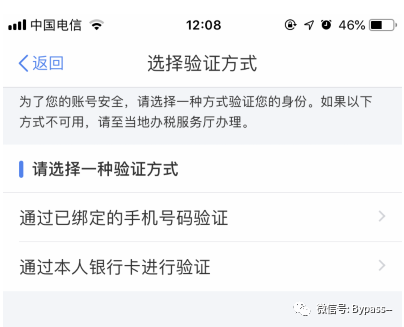 中国电信 12:08 46%
返回 选择验证方式
为了您的账号安全，请选择一种方式验证您的身份。如果以下
方式不可用，请至当地办税服务厅办理。
请选择一种验证方式
通过已绑定的手机号码验证
通过本人银行卡进行验证
微信号: Bypass--